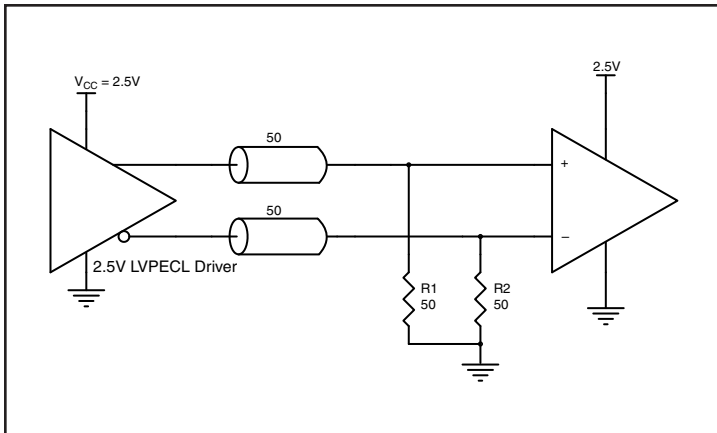 V_CC = 2.5V
2.5V
50
+
50
–
2.5V LVPECL Driver
R1
50
R2
50